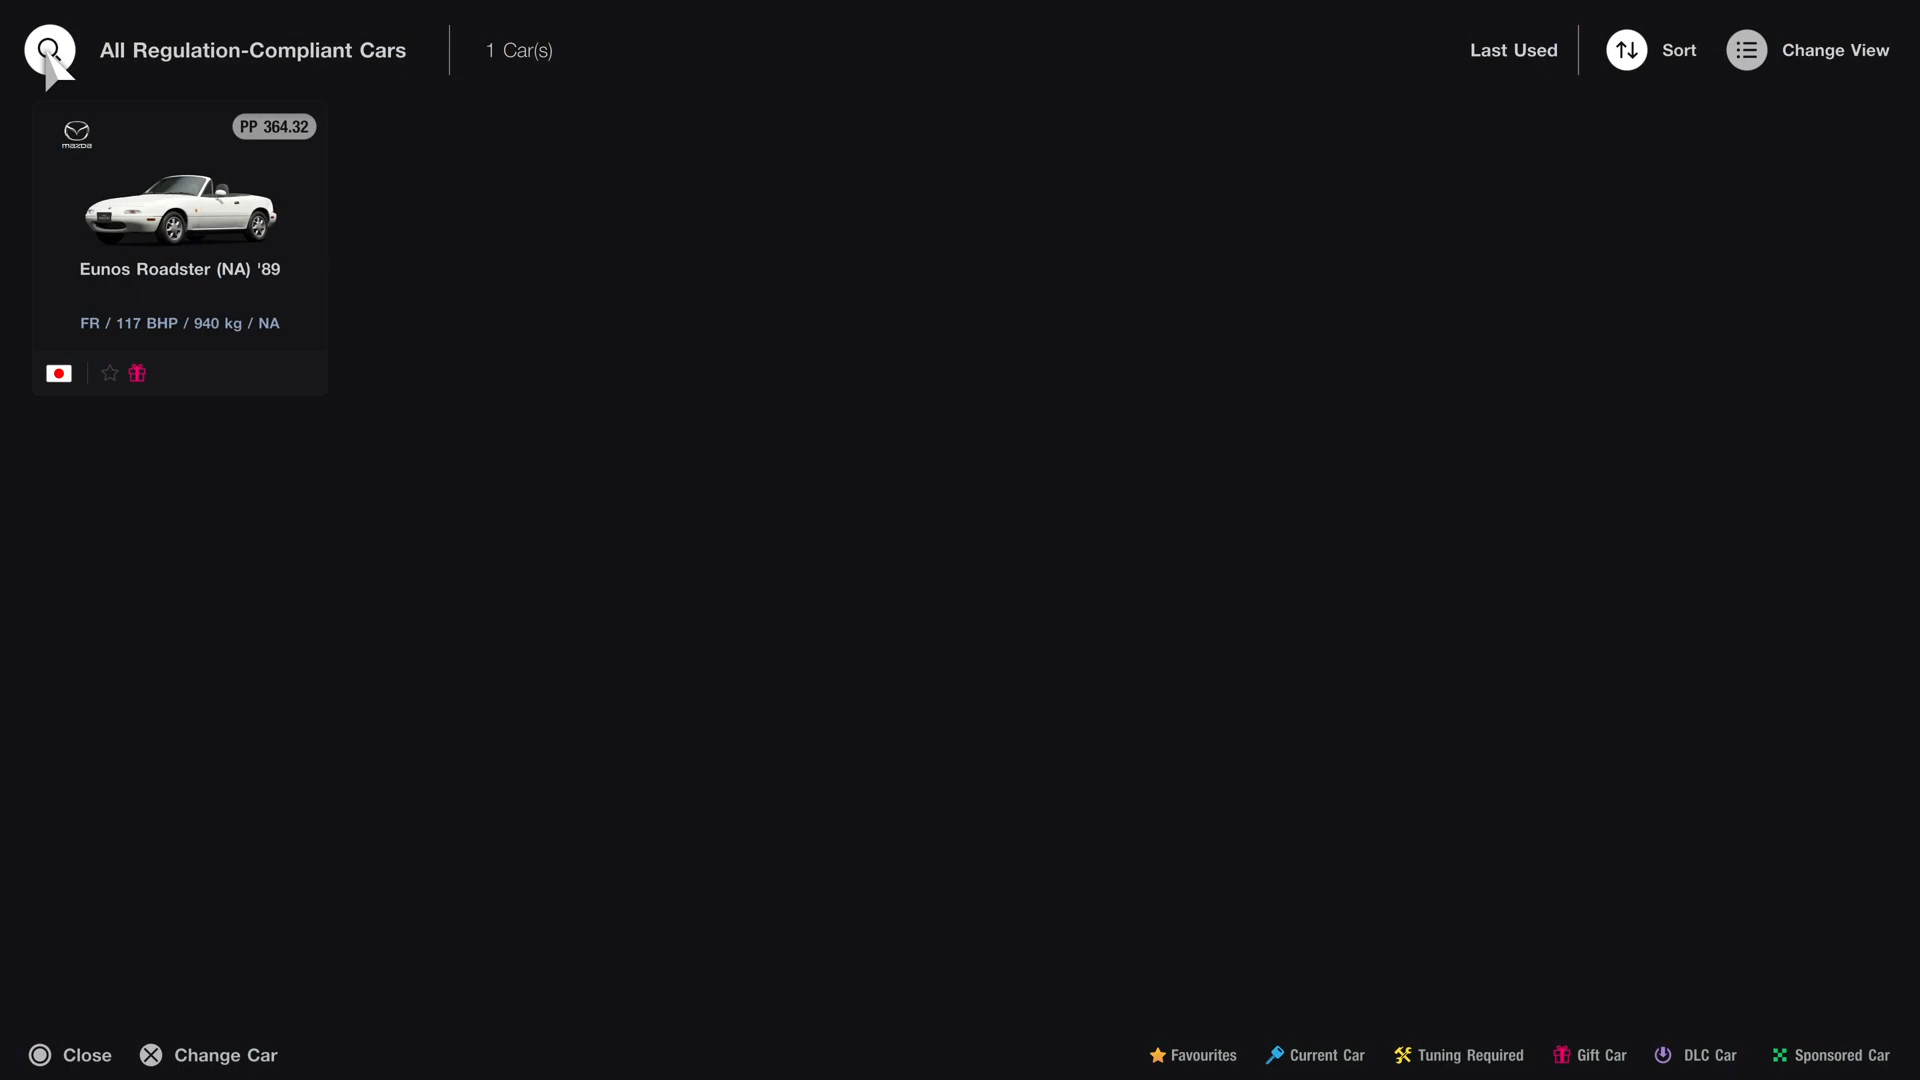 All Regulation-Compliant Cars
1 Car(s)
Last Used
Sort
Change View
mazda
PP 364.32
Eunos Roadster (NA) '89
FR / 117 BHP / 940 kg / NA
Close
Change Car
Favourites
Current Car
Tuning Required
Gift Car
DLC Car
Sponsored Car